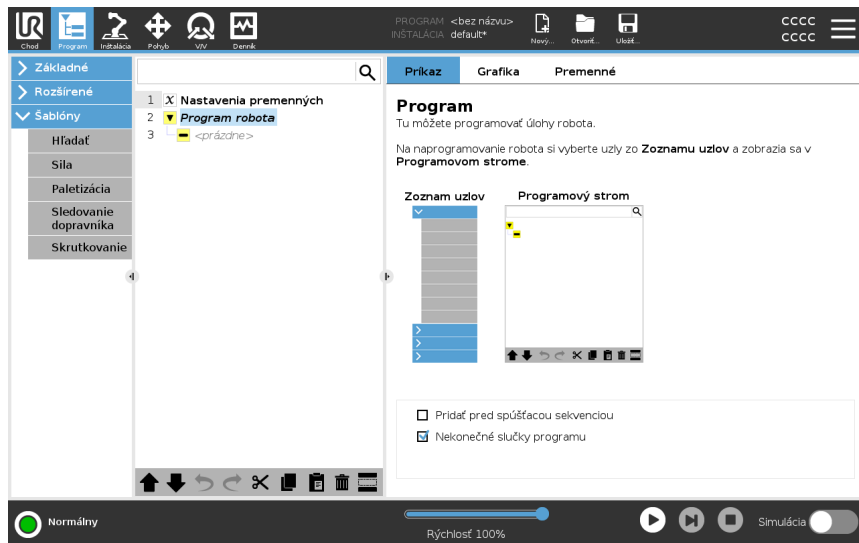 UR
Chod
Program
Inštalácia
Pohyb
V/V
Denník
PROGRAM <bez názvu>
INŠTALÁCIA default*
Nový...
Otvoriť...
Uložiť...
cccc
cccc
Základné
Rozšírené
Šablóny
Hľadať
Sila
Paletizácia
Sledovanie
dopravníka
Skrutkovanie
1 X Nastavenia premenných
2 Program robota
3 <prázdne>
Príkaz
Grafika
Premenné
Program
Tu môžete programovať úlohy robota.
Na naprogramovanie robota si vyberte uzly zo Zoznamu uzlov a zobrazia sa v
Programovom strome.
Zoznam uzlov
Programový strom
Pridať pred spúšťacou sekvenciou
Nekonečné slučky programu
Normálny
Rýchlosť 100%
Simulácia